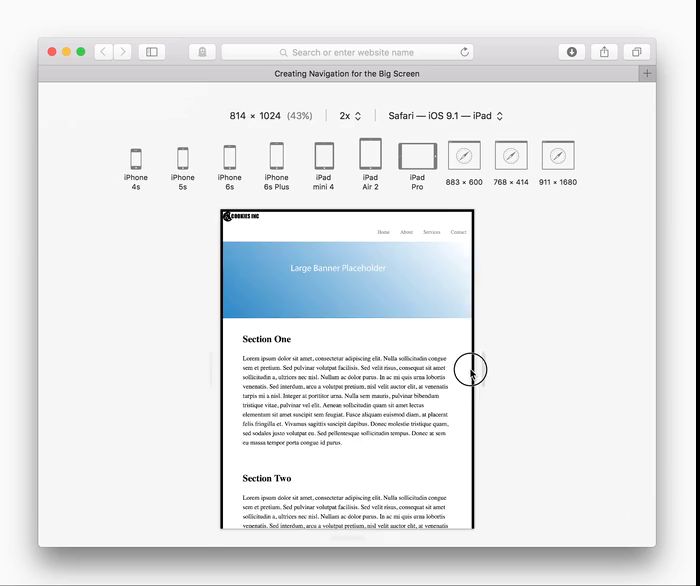 Search or enter website name
Creating Navigation for the Big Screen
814 × 1024 (43%)
2x
Safari — iOS 9.1 — iPad
iPhone 4s
iPhone 5s
iPhone 6s
iPhone 6s Plus
iPad mini 4
iPad Air 2
iPad Pro
883 × 600
768 × 414
911 × 1680
COOKIES INC
Home About Services Contact
Large Banner Placeholder
Section One
Lorem ipsum dolor sit amet, consectetur adipiscing elit. Nulla sollicitudin congue
sem et pretium. Sed pulvinar volutpat facilisis. Sed velit risus, consequat sit amet
sollicitudin a, ultrices nec nisl. Nullam ac dolor purus. In ac mi quis urna lobortis
venenatis. Sed interdum, arcu a volutpat pretium, nisl velit auctor est, at venenatis
turpis mi a nisl. Integer at porttitor urna. Nulla sem mauris, pulvinar bibendum
tristique vitae, pulvinar vel elit. Aenean sollicitudin quam sit amet lectus
elementum sit amet suscipit sem feugiat. Fusce aliquam euismod diam, at placerat
felis fringilla et. Vivamus sagittis suscipit dapibus. Donec molestie tristique quam,
sed sodales justo volutpat eu. Sed pellentesque sollicitudin tempus. Donec at sem
eu massa tempor porta congue id purus.
Section Two
Lorem ipsum dolor sit amet, consectetur adipiscing elit. Nulla sollicitudin congue
sem et pretium. Sed pulvinar volutpat facilisis. Sed velit risus, consequat sit amet
sollicitudin a, ultrices nec nisl. Nullam ac dolor purus. In ac mi quis urna lobortis
venenatis. Sed interdum, arcu a volutpat pretium, nisl velit auctor est, at venenatis